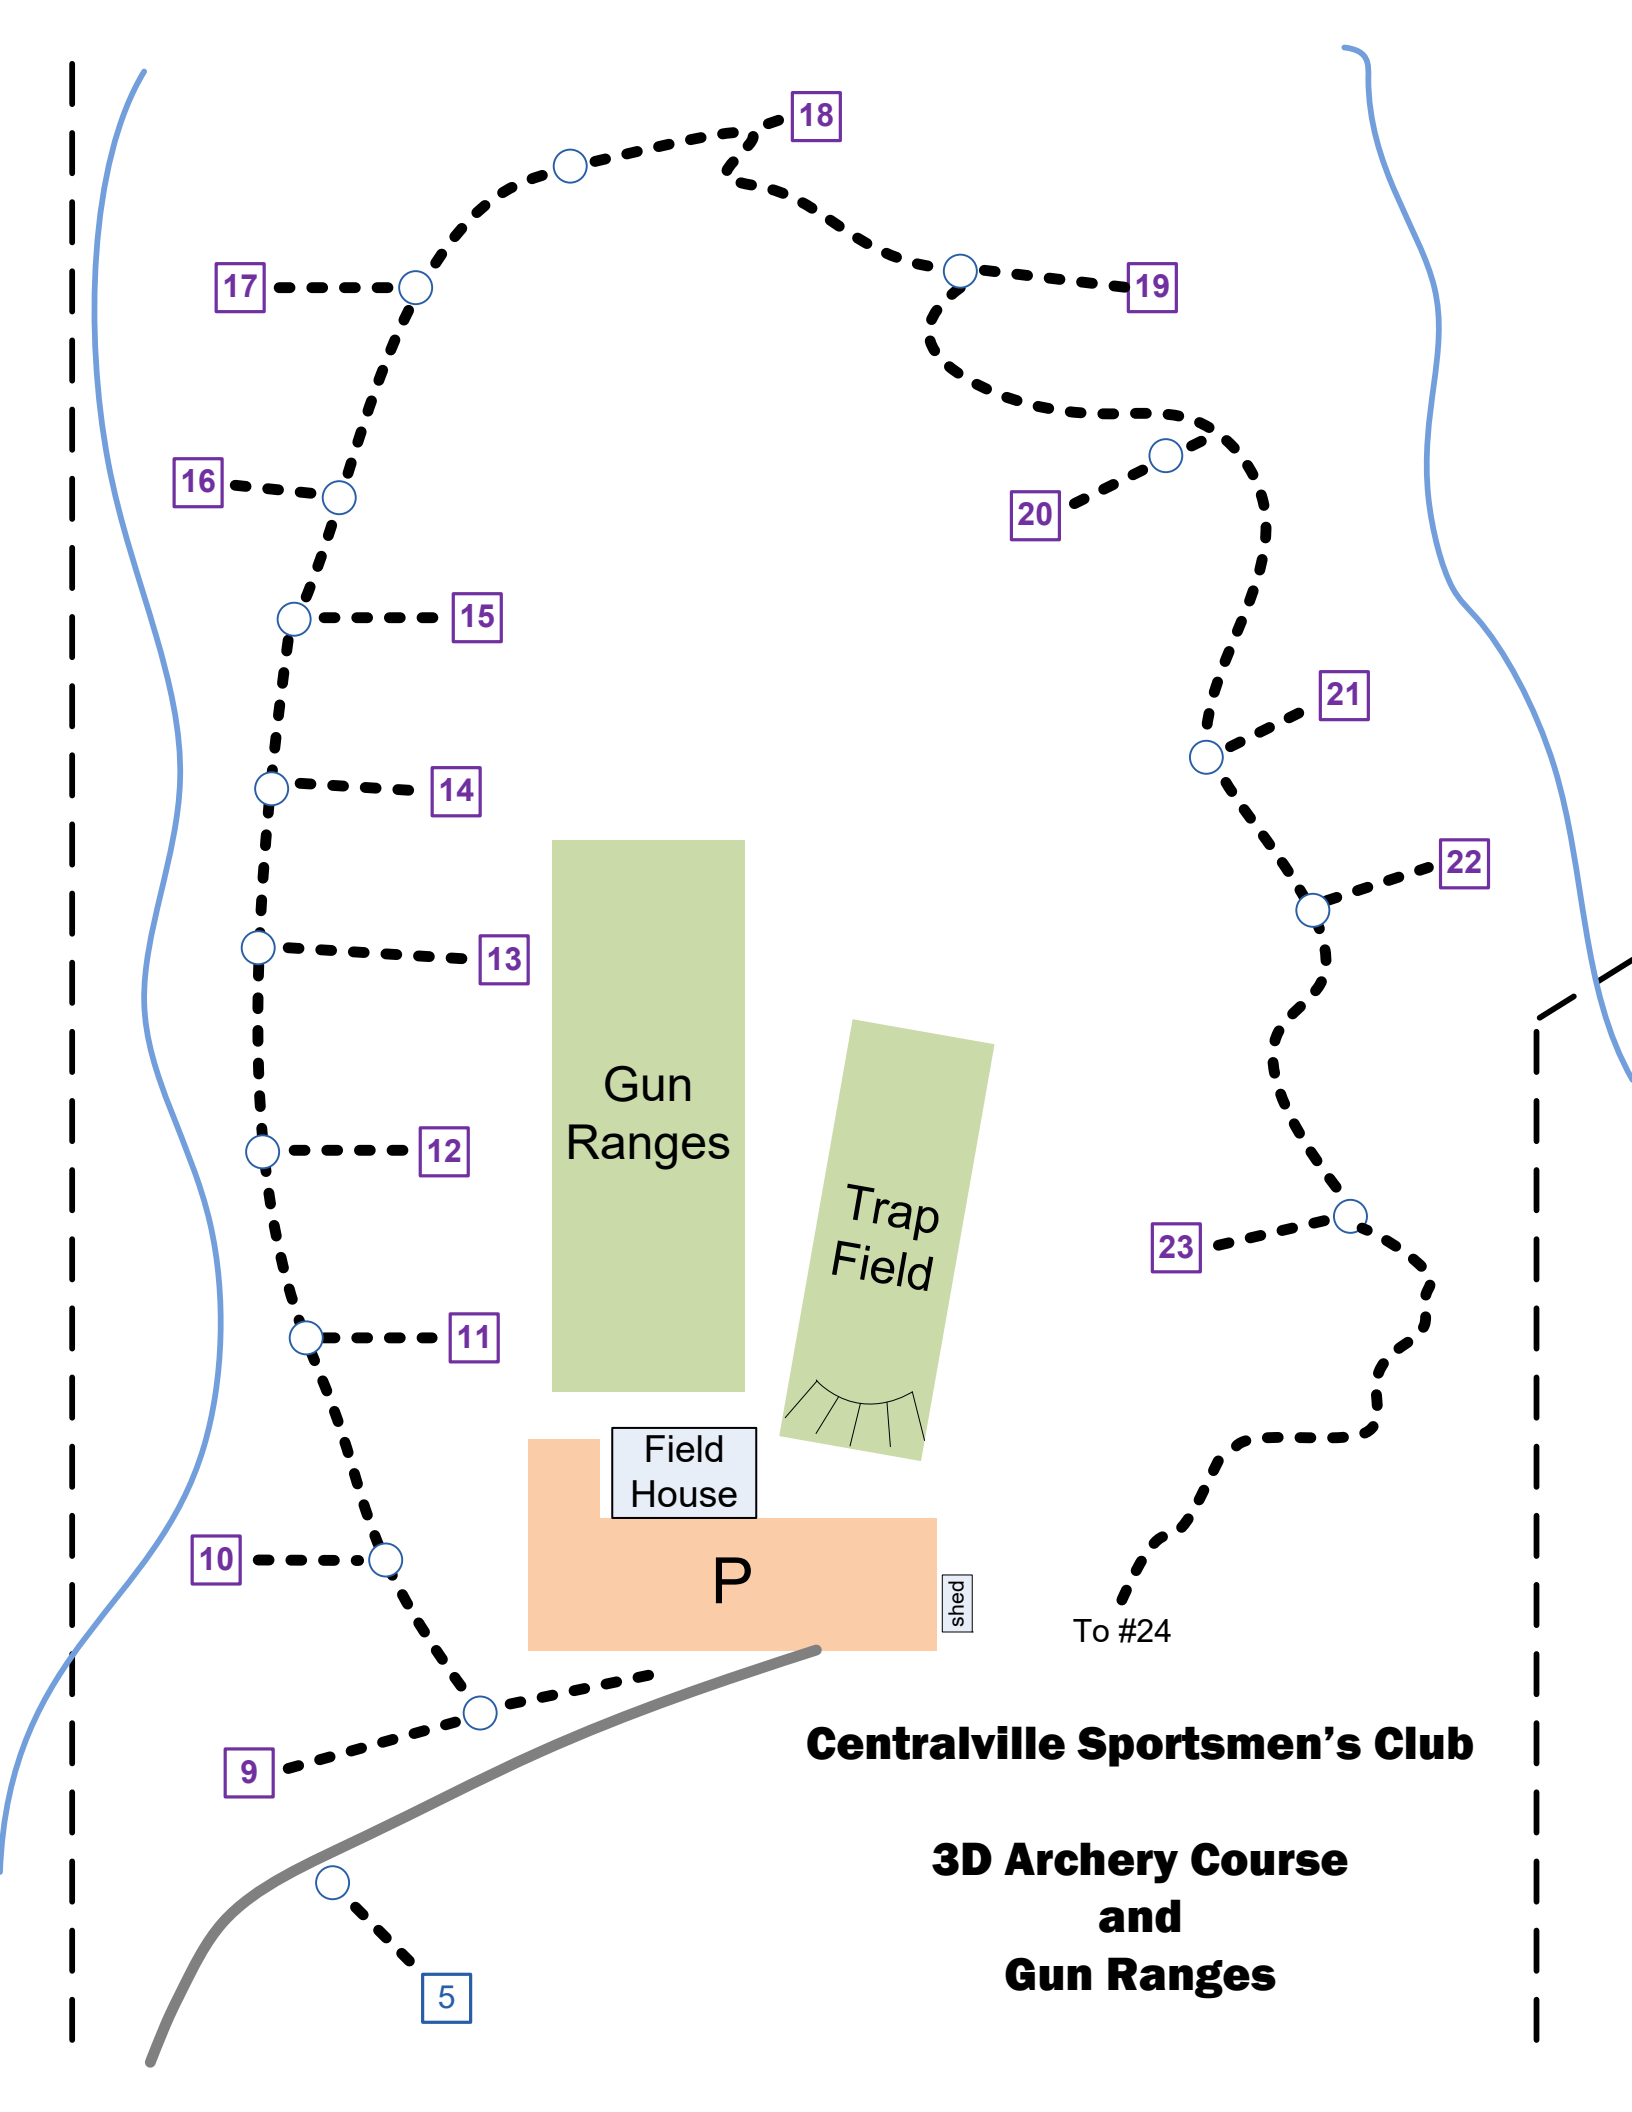 18
17
19
16
20
15
21
14
22
13
Gun
Ranges
12
Trap
Field
23
11
Field
House
10
P
shed
To #24
9
Centralville Sportsmen’s Club
3D Archery Course
and
Gun Ranges
5